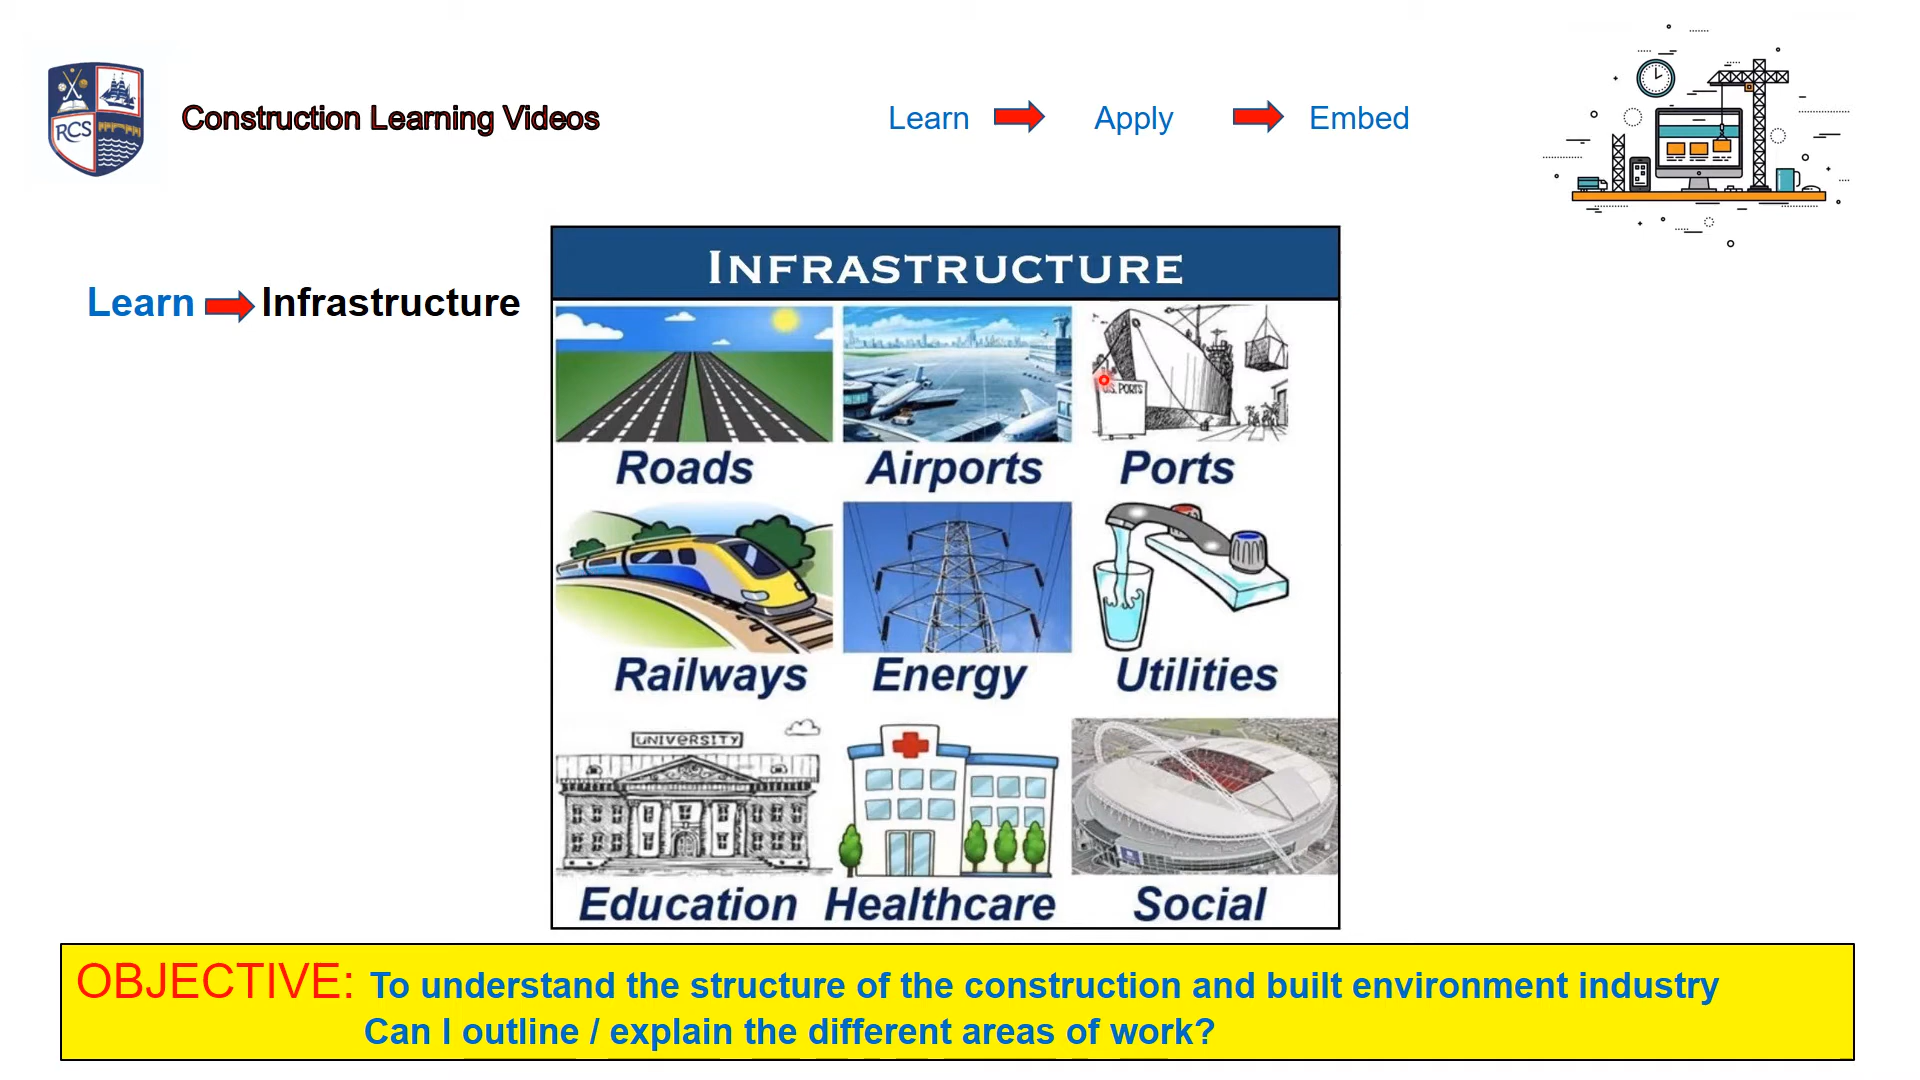 RCS
Construction Learning Videos
Learn Apply Embed
Learn Infrastructure
INFRASTRUCTURE
U.S. PORTS
Roads Airports Ports
Railways Energy Utilities
UNIVERSITY
Education Healthcare Social
OBJECTIVE: To understand the structure of the construction and built environment industry
Can I outline / explain the different areas of work?